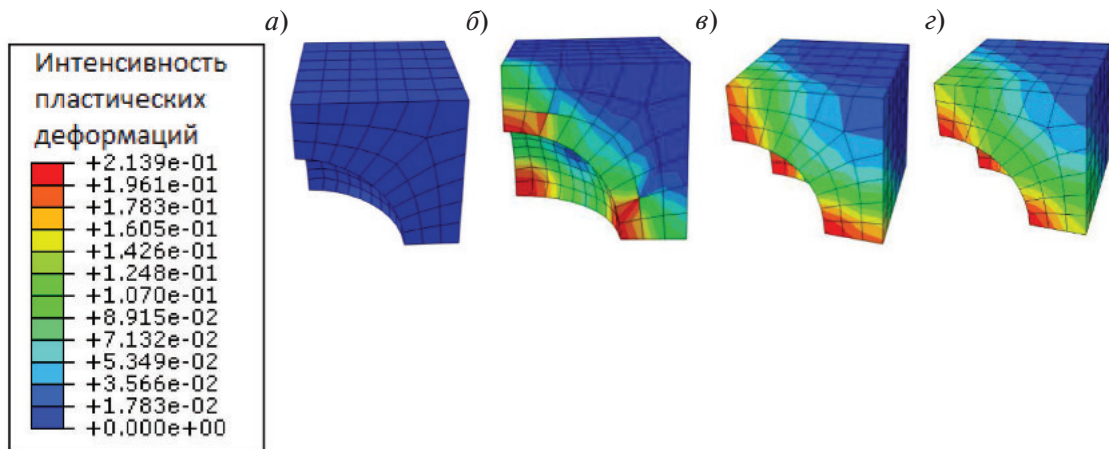 а) б) в) г)
Интенсивность
пластических
деформаций
+2.139e-01
+1.961e-01
+1.783e-01
+1.605e-01
+1.426e-01
+1.248e-01
+1.070e-01
+8.915e-02
+7.132e-02
+5.349e-02
+3.566e-02
+1.783e-02
+0.000e+00